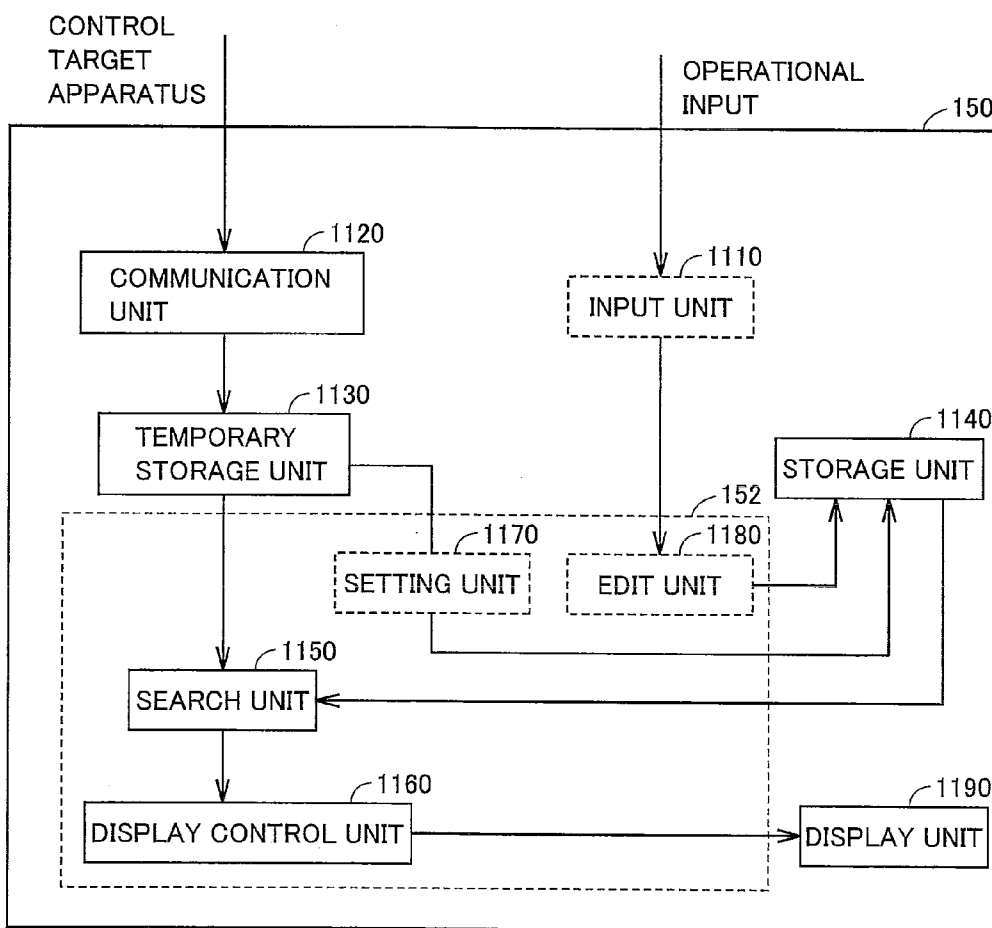 CONTROL
TARGET
APPARATUS
OPERATIONAL
INPUT
150
1120
COMMUNICATION
UNIT
1110
INPUT UNIT
1130
TEMPORARY
STORAGE UNIT
1140
STORAGE UNIT
152
1170
SETTING UNIT
1180
EDIT UNIT
1150
SEARCH UNIT
1160
DISPLAY CONTROL UNIT
1190
DISPLAY UNIT